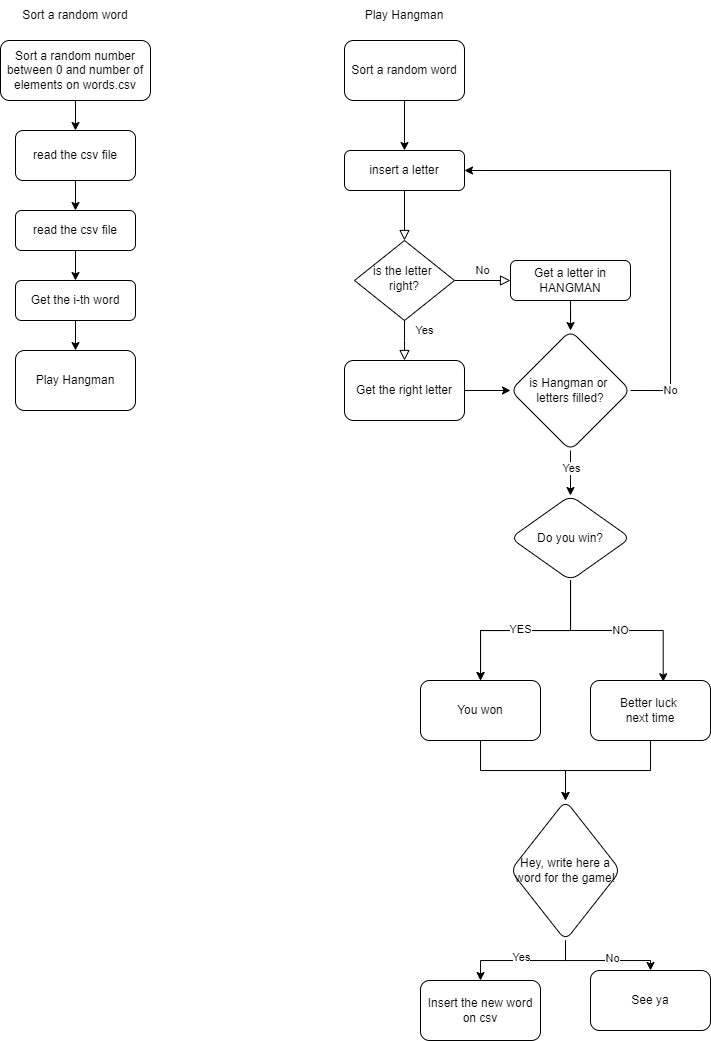 Sort a random word
Sort a random number
between 0 and number of
elements on words.csv
read the csv file
read the csv file
Get the i-th word
Play Hangman
Play Hangman
Sort a random word
insert a letter
is the letter
right?
No
Get a letter in
HANGMAN
Yes
Get the right letter
is Hangman or
letters filled?
No
Yes
Do you win?
YES
NO
You won
Better luck
next time
Hey, write here a
word for the game!
Yes
No
Insert the new word
on csv
See ya